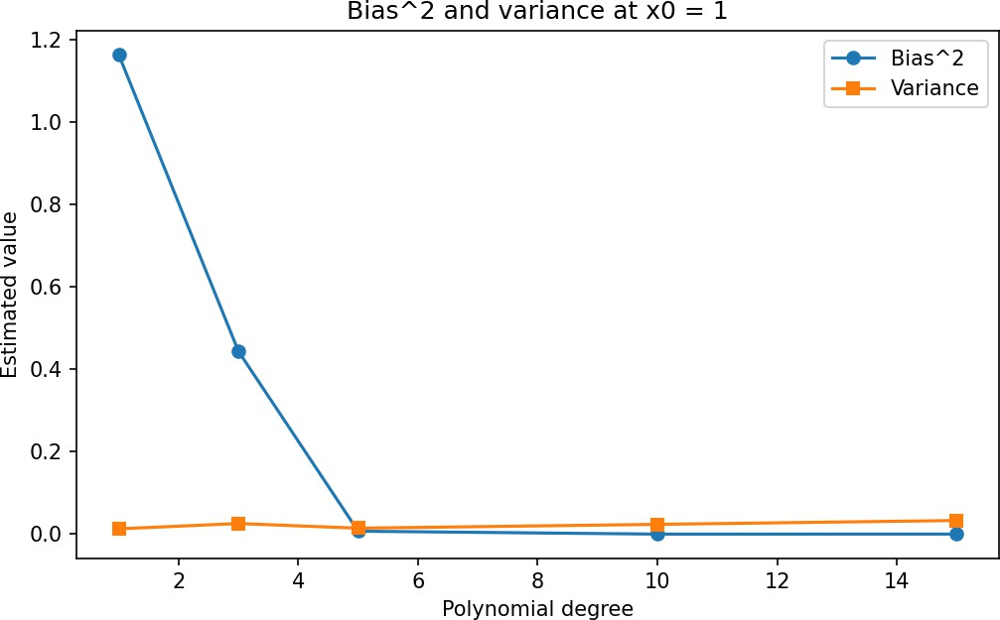 Bias^2 and variance at x0 = 1
Bias^2
Variance
Estimated value
1.2
1.0
0.8
0.6
0.4
0.2
0.0
2 4 6 8 10 12 14
Polynomial degree